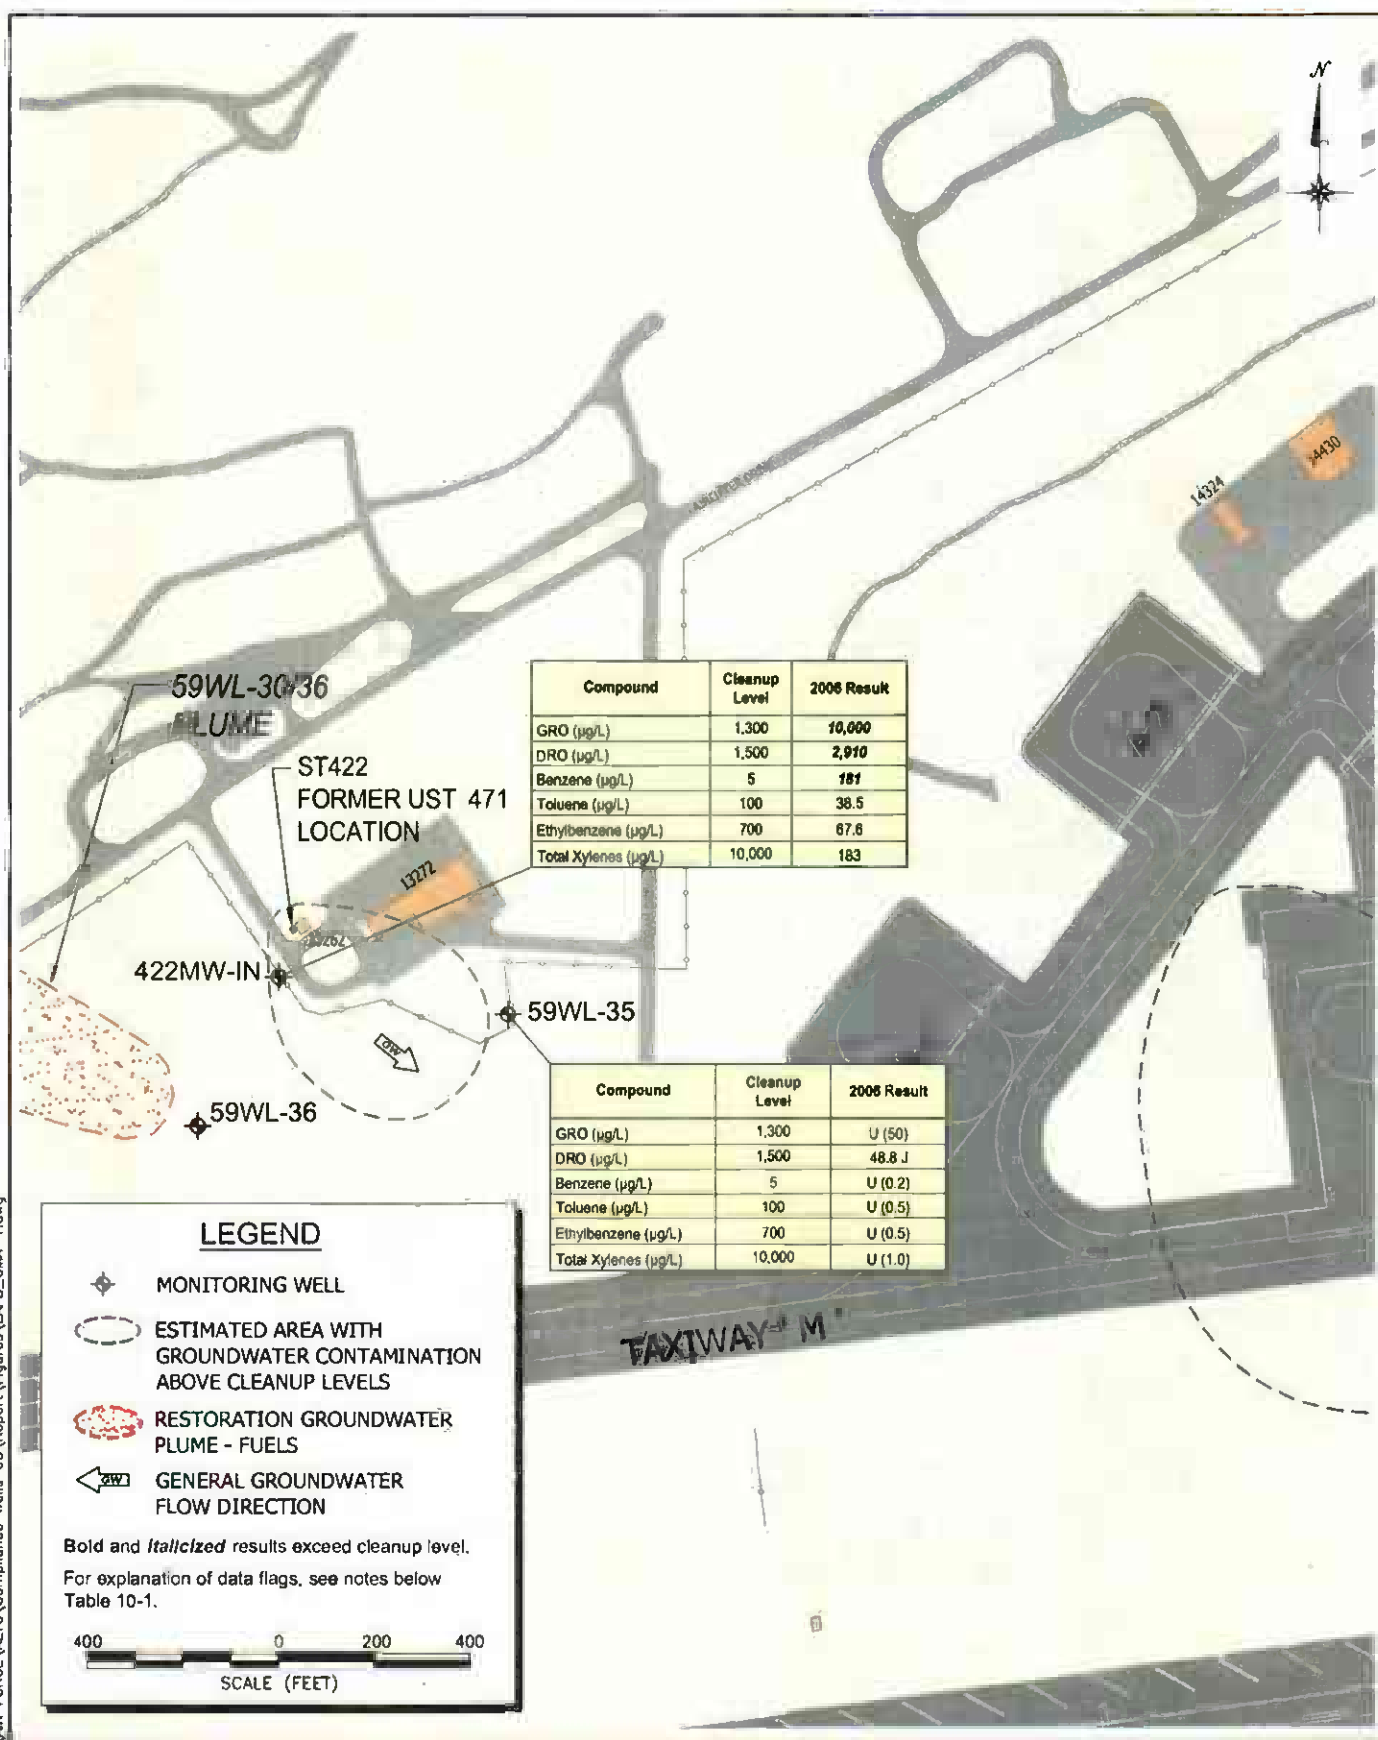 N
14430
14324
59WL-30/36
PLUME
ST422
FORMER UST 471
LOCATION
Compound Cleanup Level 2006 Result
GRO (µg/L) 1,300 10,000
DRO (µg/L) 1,500 2,910
Benzene (µg/L) 5 181
Toluene (µg/L) 100 38.5
Ethylbenzene (µg/L) 700 67.6
Total Xylenes (µg/L) 10,000 183
13272
422MW-IN
59WL-35
GW
59WL-36
Compound Cleanup Level 2006 Result
GRO (µg/L) 1,300 U (50)
DRO (µg/L) 1,500 48.8 J
Benzene (µg/L) 5 U (0.2)
Toluene (µg/L) 100 U (0.5)
Ethylbenzene (µg/L) 700 U (0.5)
Total Xylenes (µg/L) 10,000 U (1.0)
TAXIWAY "M"
LEGEND
MONITORING WELL
ESTIMATED AREA WITH
GROUNDWATER CONTAMINATION
ABOVE CLEANUP LEVELS
RESTORATION GROUNDWATER
PLUME - FUELS
GW
GENERAL GROUNDWATER
FLOW DIRECTION
Bold and italicized results exceed cleanup level.
For explanation of data flags, see notes below
Table 10-1.
400 0 200 400
SCALE (FEET)